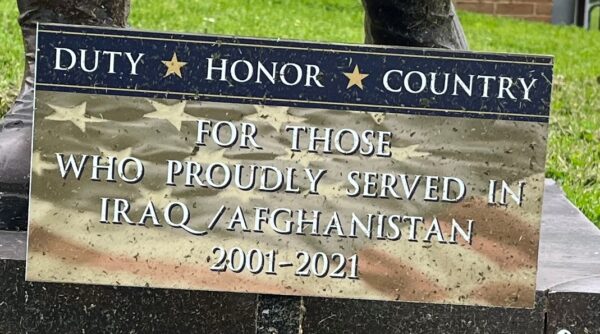 DUTY ★ HONOR ★ COUNTRY
FOR THOSE
WHO PROUDLY SERVED IN
IRAQ/AFGHANISTAN
2001-2021